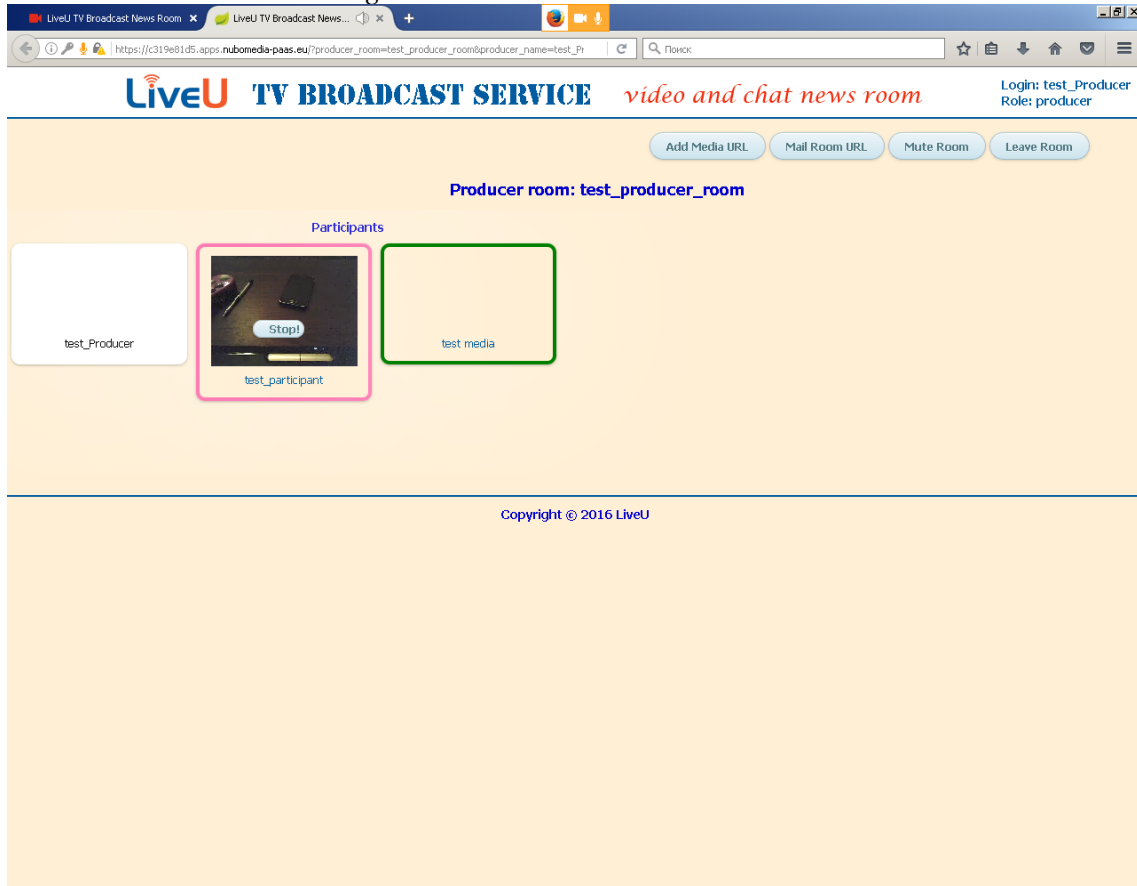 LiveU TV Broadcast News Room
LiveU TV Broadcast News...
https://c319e81d5.apps.nubomedia-paas.eu/?producer_room=test_producer_room&producer_name=test_Pr
Поиск
LiveU TV BROADCAST SERVICE video and chat news room
Login: test_Producer
Role: producer
Add Media URL Mail Room URL Mute Room Leave Room
Producer room: test_producer_room
Participants
Stop!
test_Producer
test media
test_participant
Copyright © 2016 LiveU